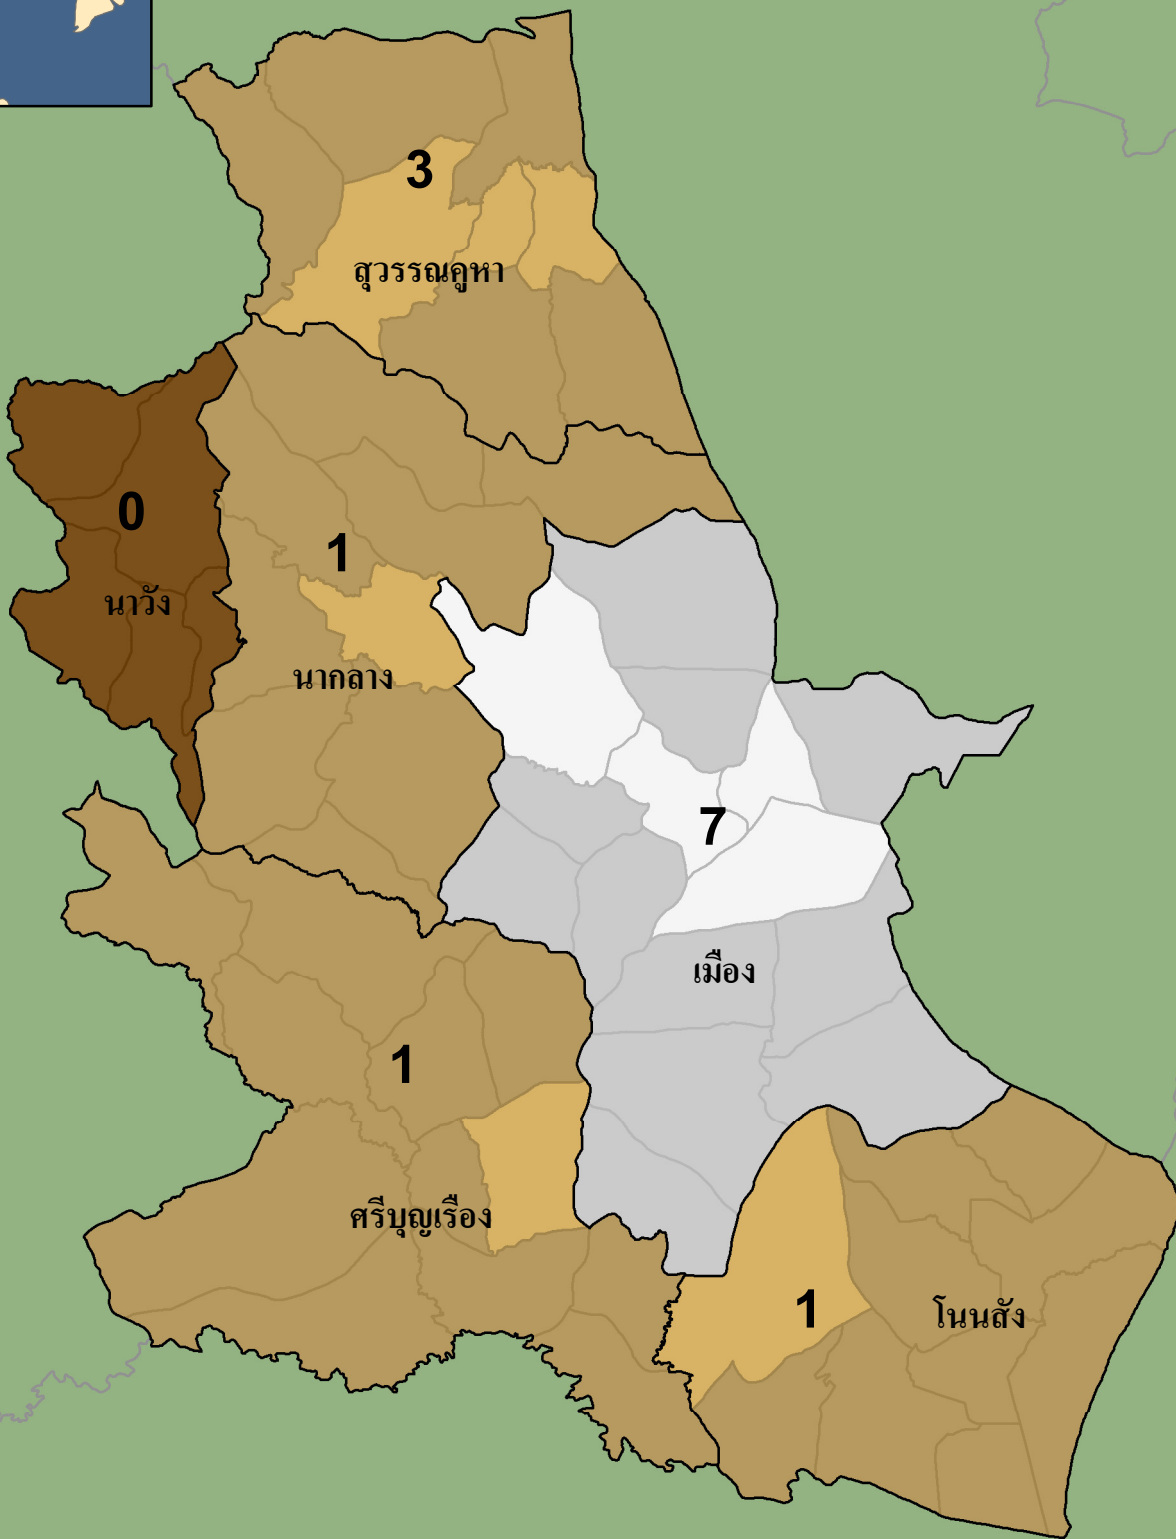 3
สุวรรณคูหา
0
1
นาวัง
นากลาง
7
เมือง
1
ศรีบุญเรือง
1
โนนสัง